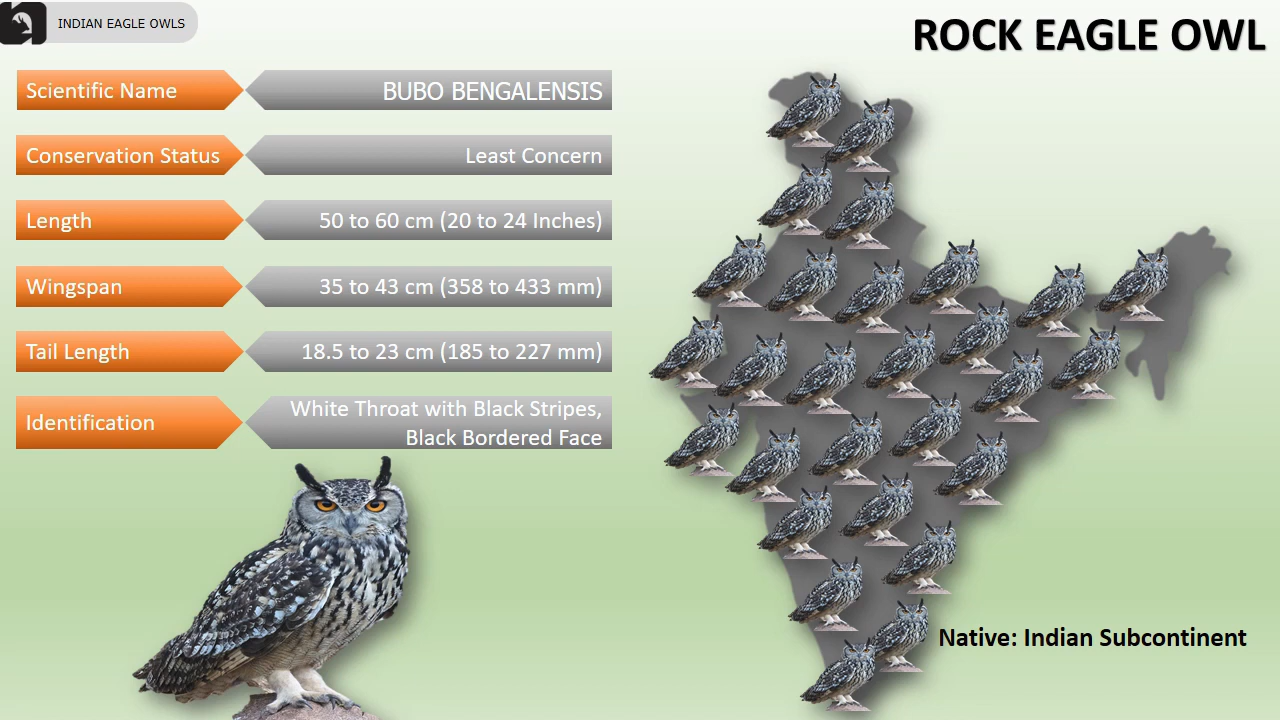 INDIAN EAGLE OWLS
ROCK EAGLE OWL
Scientific Name
BUBO BENGALENSIS
Conservation Status
Least Concern
Length
50 to 60 cm (20 to 24 Inches)
Wingspan
35 to 43 cm (358 to 433 mm)
Tail Length
18.5 to 23 cm (185 to 227 mm)
Identification
White Throat with Black Stripes,
Black Bordered Face
Native: Indian Subcontinent